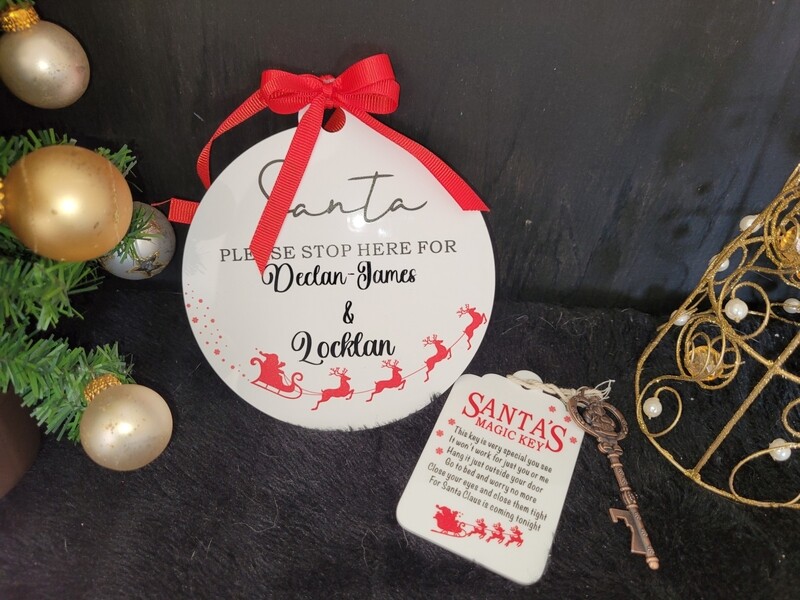 Santa
PLEASE STOP HERE FOR
Declan-James
&
Locklan
SANTA'S
MAGIC KEY
This key is very special you see
It won't work for just you or me
Hang it just outside your door
Go to bed and worry no more
Close your eyes and close them tight
For Santa Claus is coming tonight